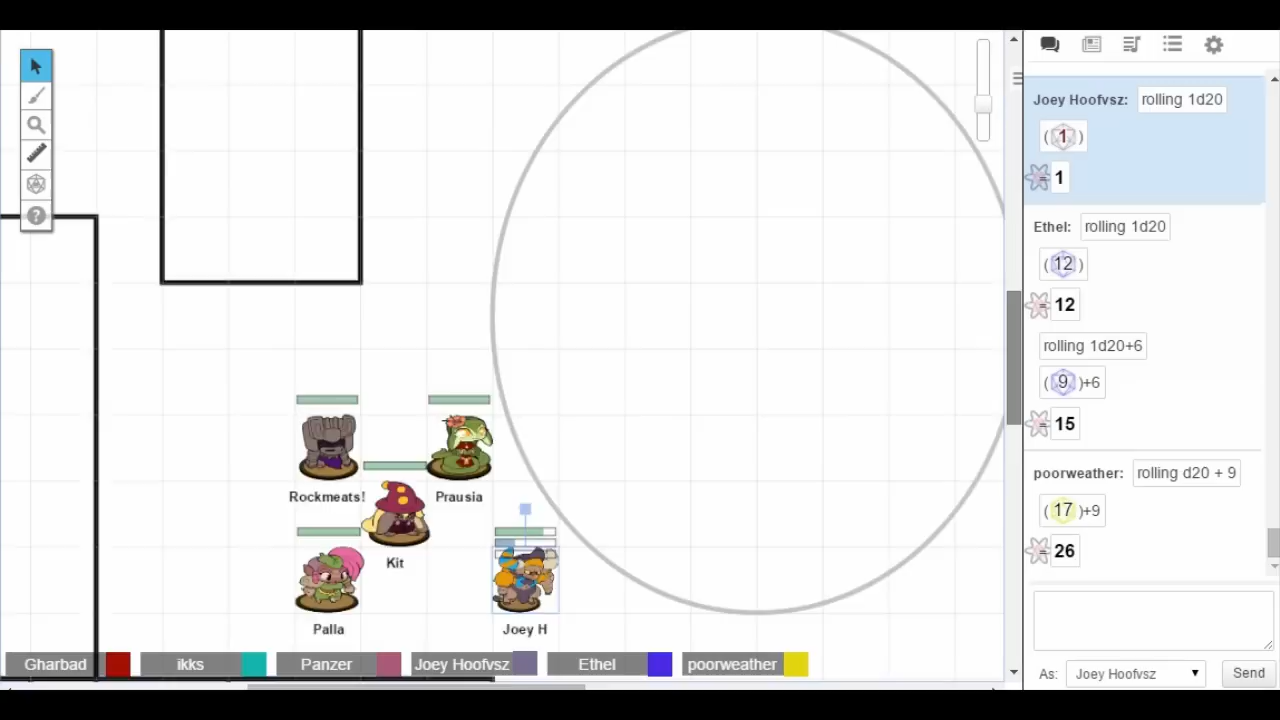 Joey Hoofvsz: rolling 1d20
(1)
= 1
Ethel: rolling 1d20
(12)
= 12
rolling 1d20+6
(9)+6
= 15
poorweather: rolling d20 + 9
(17)+9
= 26
Rockmeats!
Prausia
Kit
Palla
Joey H
Gharbad ikks Panzer Joey Hoofvsz Ethel poorweather
As: Joey Hoofvsz Send